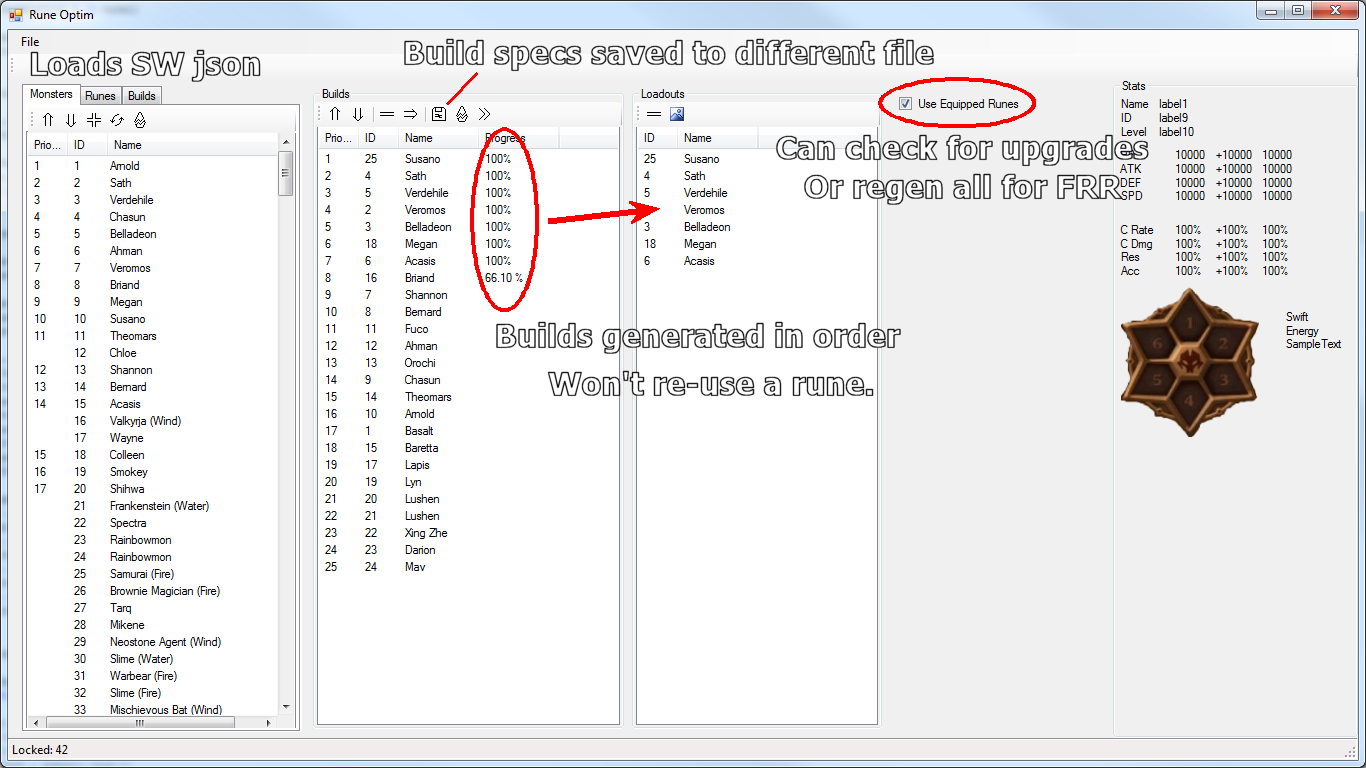 Rune Optim
File
Loads SW json
Build specs saved to different file
Monsters Runes Builds
Prio... ID Name
1 1 Arnold
2 2 Sath
3 3 Verdehile
4 4 Chasun
5 5 Belladeon
6 6 Ahman
7 7 Veromos
8 8 Briand
9 9 Megan
10 10 Susano
11 11 Theomars
12 Chloe
12 13 Shannon
13 14 Bernard
14 15 Acasis
16 Valkyrja (Wind)
17 Wayne
15 18 Colleen
16 19 Smokey
17 20 Shihwa
21 Frankenstein (Water)
22 Spectra
23 Rainbowmon
24 Rainbowmon
25 Samurai (Fire)
26 Brownie Magician (Fire)
27 Tarq
28 Mikene
29 Neostone Agent (Wind)
30 Slime (Water)
31 Warbear (Fire)
32 Slime (Fire)
33 Mischievous Bat (Wind)
Builds
Prio... ID Name Progress
1 25 Susano 100%
2 4 Sath 100%
3 5 Verdehile 100%
4 2 Veromos 100%
5 3 Belladeon 100%
6 18 Megan 100%
7 6 Acasis 100%
8 16 Briand 66.10 %
9 7 Shannon
10 8 Bernard
11 11 Fuco
12 12 Ahman
13 13 Orochi
14 9 Chasun
15 14 Theomars
16 10 Arnold
17 1 Basalt
18 15 Baretta
19 17 Lapis
20 19 Lyn
21 20 Lushen
22 21 Lushen
23 22 Xing Zhe
24 23 Darion
25 24 Mav
Loadouts
ID Name
25 Susano
4 Sath
5 Verdehile
Veromos
3 Belladeon
18 Megan
6 Acasis
Builds generated in order
Won't re-use a rune.
Use Equipped Runes
Can check for upgrades
Or regen all for FRR
Stats
Name label1
ID label9
Level label10
10000 +10000 10000
ATK 10000 +10000 10000
DEF 10000 +10000 10000
SPD 10000 +10000 10000
C Rate 100% +100% 100%
C Dmg 100% +100% 100%
Res 100% +100% 100%
Acc 100% +100% 100%
1
6 2
5 3
4
Swift
Energy
SampleText
Locked: 42